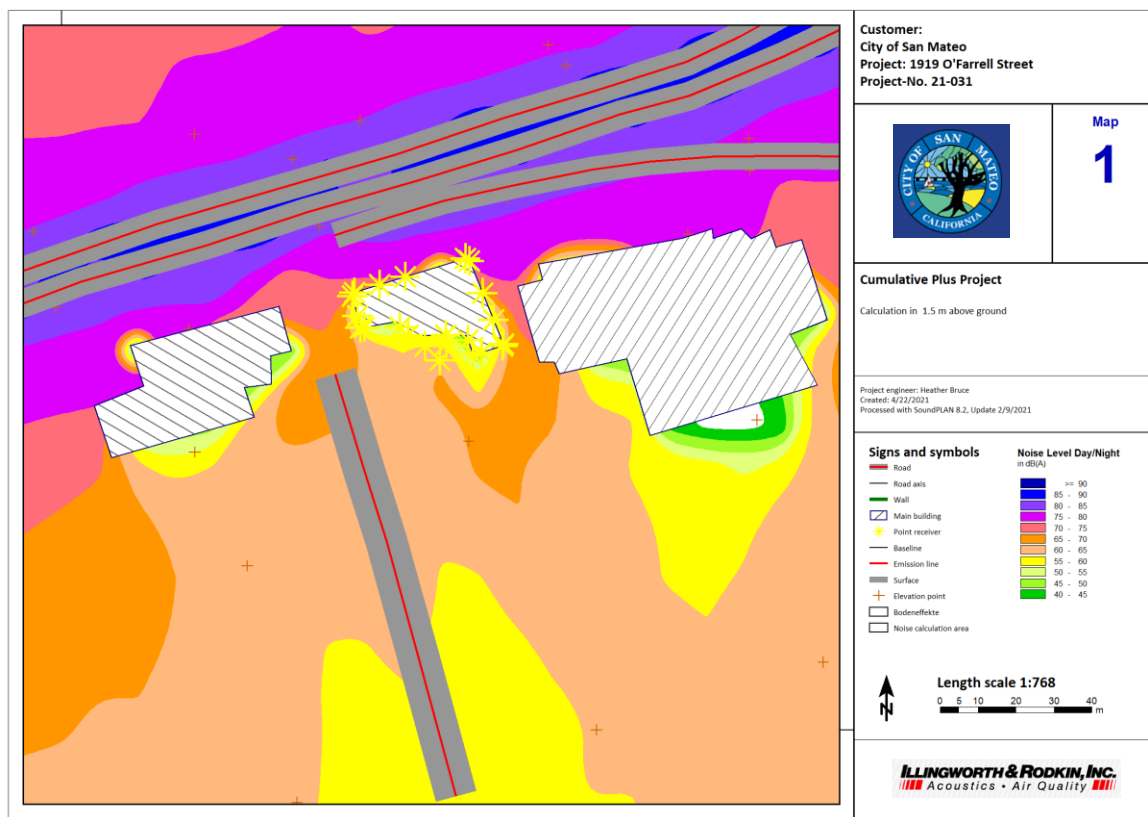 Customer:
City of San Mateo
Project: 1919 O'Farrell Street
Project-No. 21-031
CITY OF SAN MATEO
CALIFORNIA
Map
1
Cumulative Plus Project
Calculation in 1.5 m above ground
Project engineer: Heather Bruce
Created: 4/22/2021
Processed with SoundPLAN 8.2, Update 2/9/2021
Signs and symbols
Road
Road axis
Wall
Main building
Point receiver
Baseline
Emission line
Surface
Elevation point
Bodeneffekte
Noise calculation area
Noise Level Day/Night
in dB(A)
>= 90
85 - 90
80 - 85
75 - 80
70 - 75
65 - 70
60 - 65
55 - 60
50 - 55
45 - 50
40 - 45
N
Length scale 1:768
0 5 10 20 30 40
m
ILLINGWORTH & RODKIN, INC.
Acoustics • Air Quality